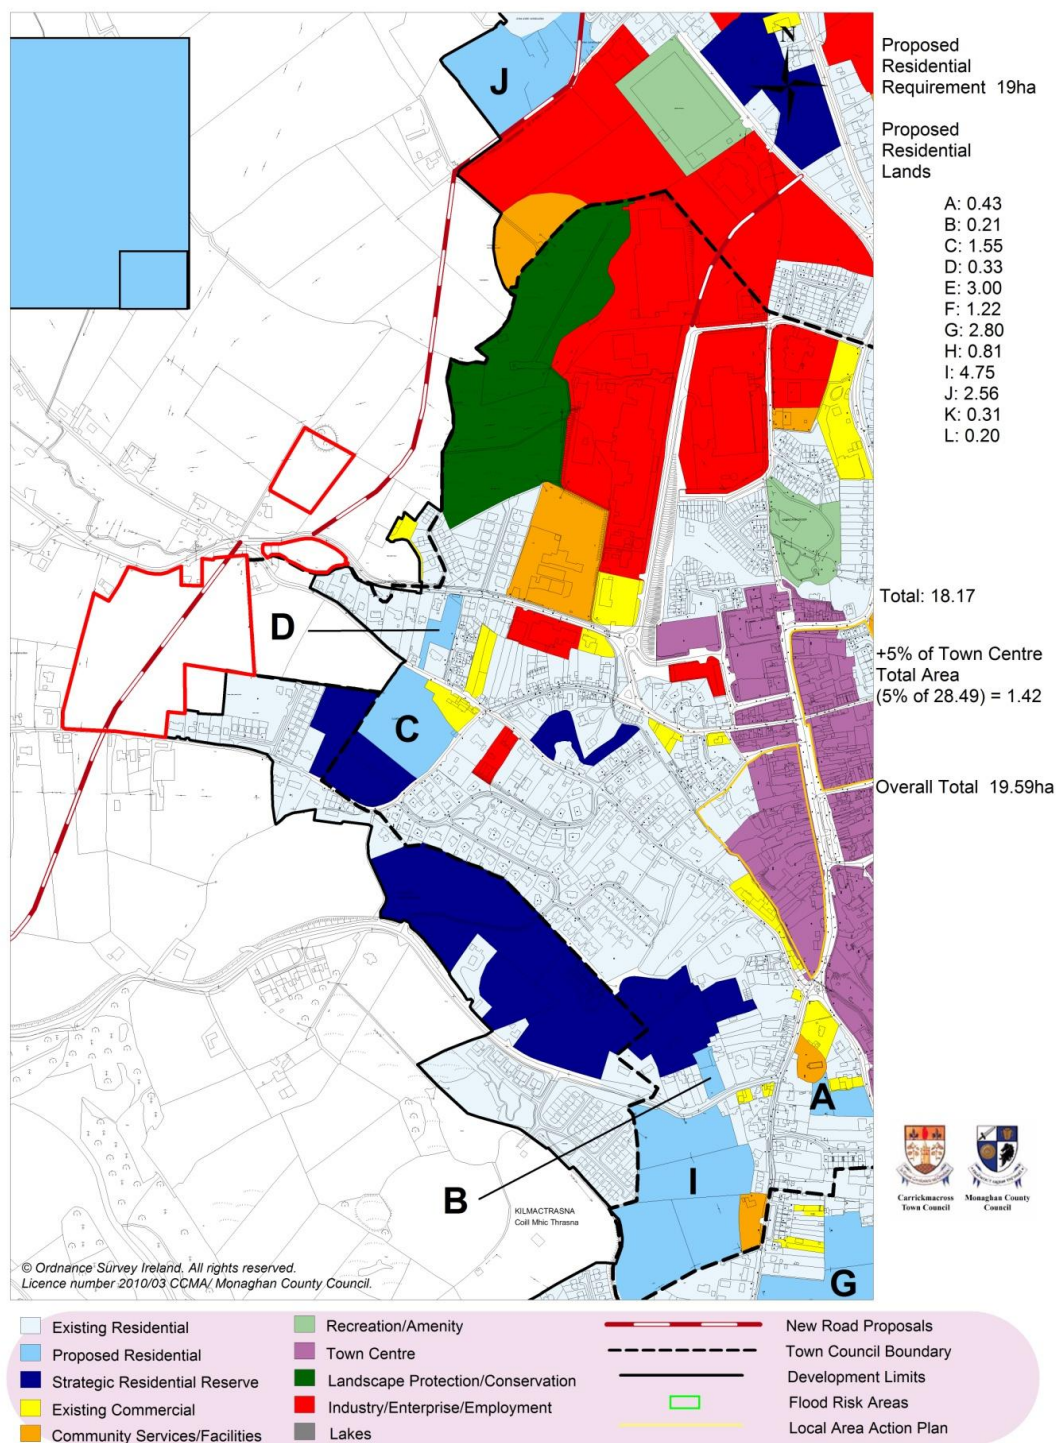 N
J
D
C
A
B
I
G
KILMACTRASNA
Coill Mhic Thrasna
© Ordnance Survey Ireland. All rights reserved.
Licence number 2010/03 CCMA/ Monaghan County Council.
Proposed
Residential
Requirement 19ha
Proposed
Residential
Lands
A: 0.43
B: 0.21
C: 1.55
D: 0.33
E: 3.00
F: 1.22
G: 2.80
H: 0.81
I: 4.75
J: 2.56
K: 0.31
L: 0.20
Total: 18.17
+5% of Town Centre
Total Area
(5% of 28.49) = 1.42
Overall Total 19.59ha
Carrickmacross
Town Council
Monaghan County
Council
Existing Residential
Proposed Residential
Strategic Residential Reserve
Existing Commercial
Community Services/Facilities
Recreation/Amenity
Town Centre
Landscape Protection/Conservation
Industry/Enterprise/Employment
Lakes
New Road Proposals
Town Council Boundary
Development Limits
Flood Risk Areas
Local Area Action Plan